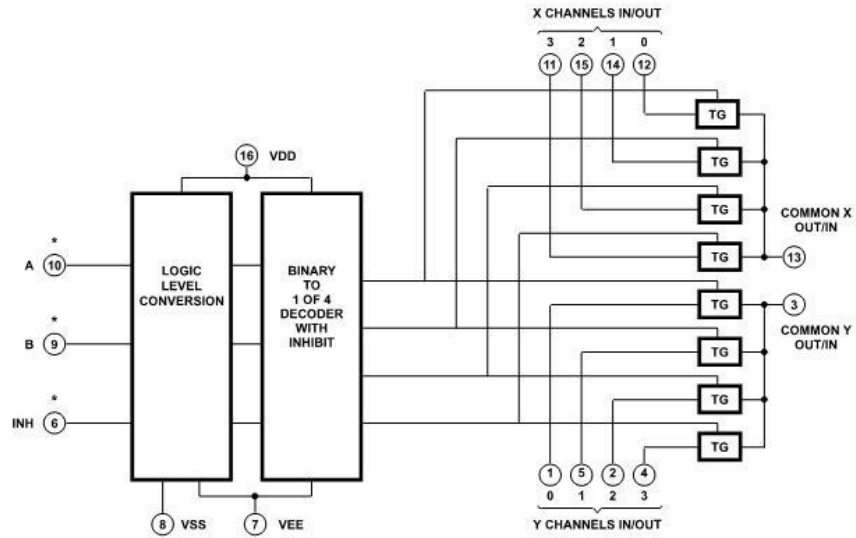 X CHANNELS IN/OUT
3 2 1 0
11 15 14 12
TG
16 VDD
TG
TG
COMMON X
OUT/IN
*
A 10
LOGIC
LEVEL
CONVERSION
BINARY
TO
1 OF 4
DECODER
WITH
INHIBIT
TG
13
TG
3
COMMON Y
OUT/IN
*
B 9
TG
TG
*
INH 6
TG
1 5 2 4
0 1 2 3
8 VSS
7 VEE
Y CHANNELS IN/OUT